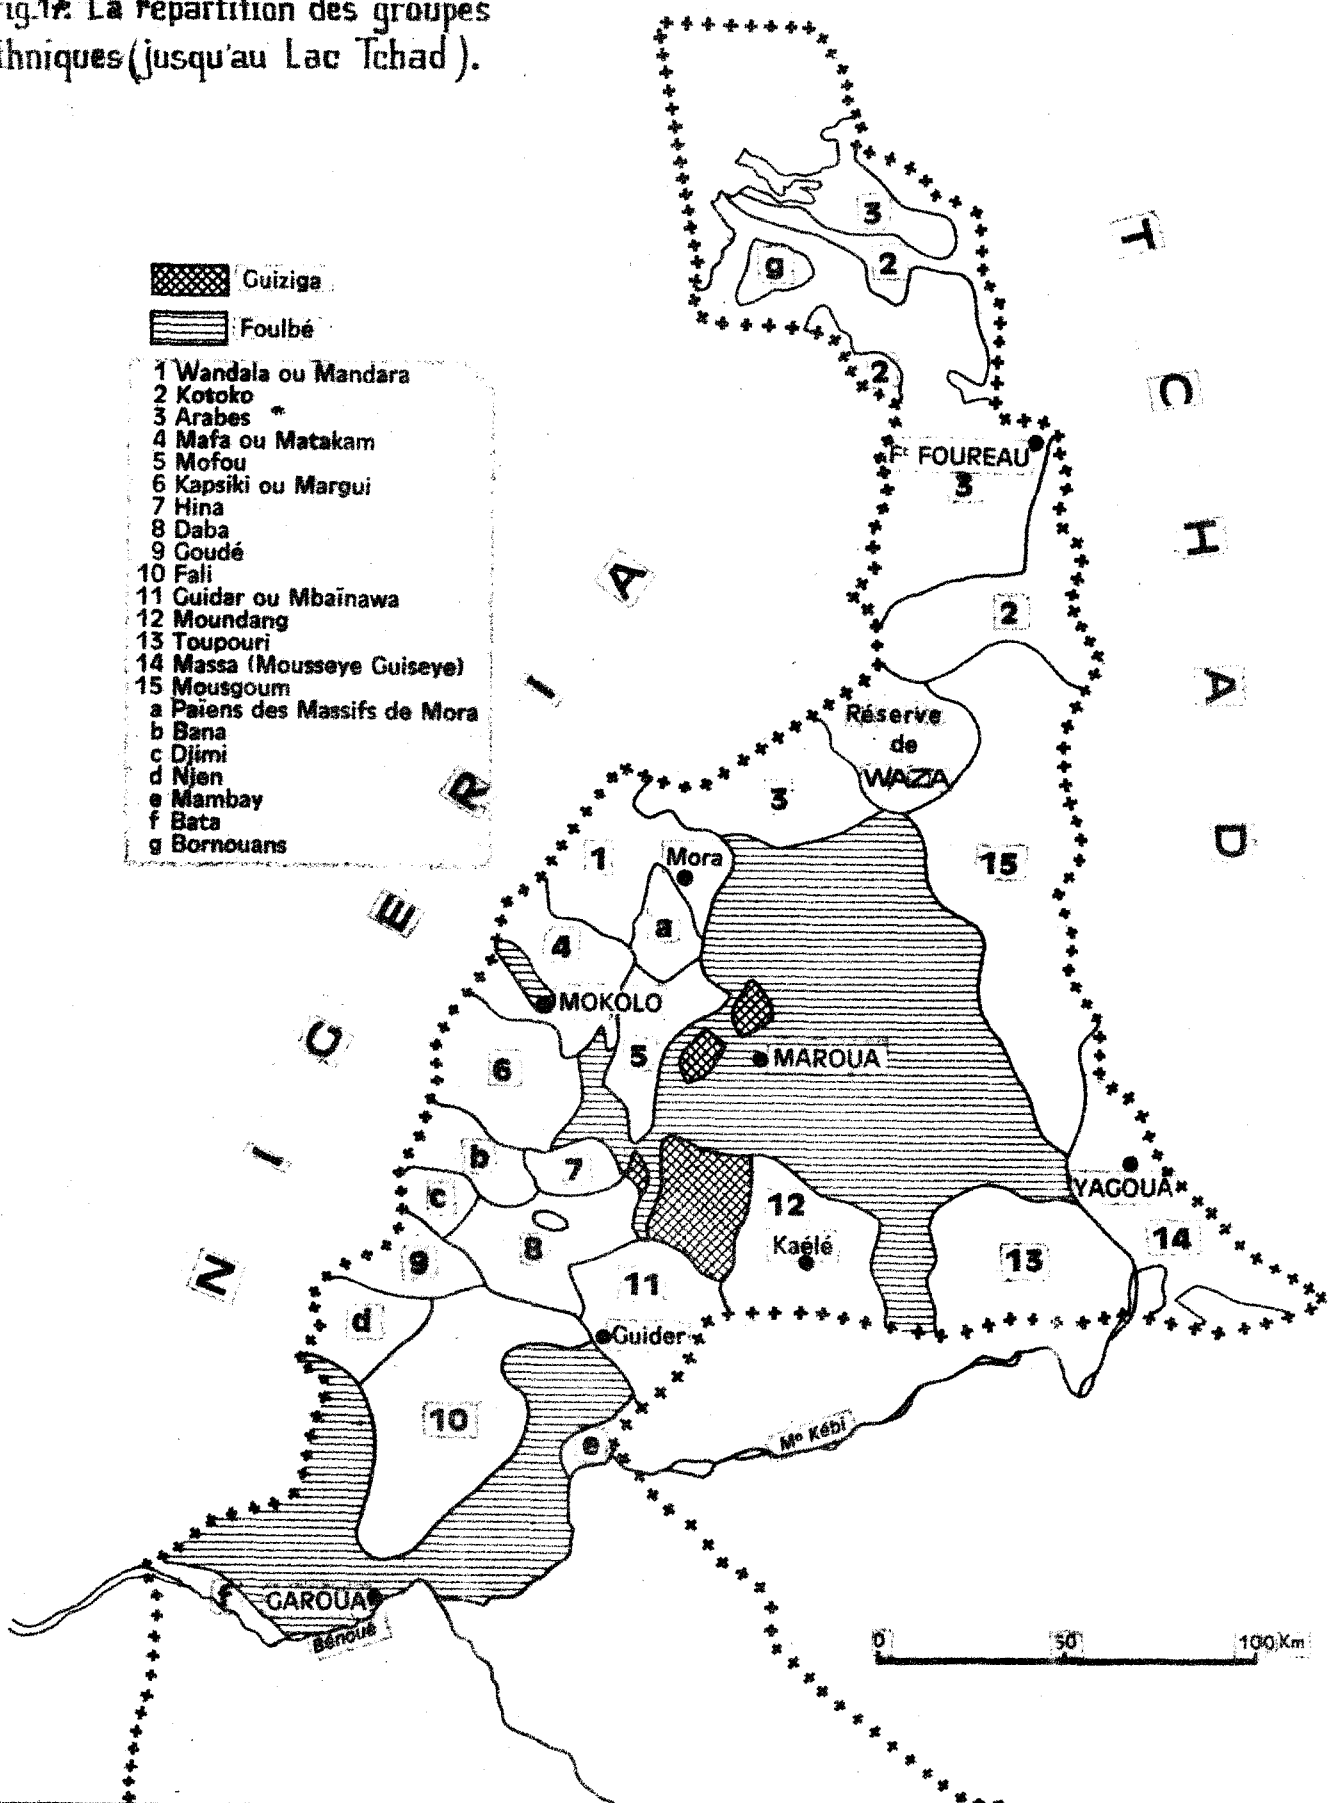 ig.17: La répartition des groupes
thniques (jusqu'au Lac Tchad ).
Guiziga
Foulbé
1 Wandala ou Mandara
2 Kotoko
3 Arabes
4 Mafa ou Matakam
5 Mofou
6 Kapsiki ou Margui
7 Hina
8 Daba
9 Goudé
10 Fali
11 Guidar ou Mbaïnawa
12 Moundang
13 Toupouri
14 Massa (Mousseye Guiseye)
15 Mousgoum
a Païens des Massifs de Mora
b Bana
c Djimi
d Njen
e Mambay
f Bata
g Bornouans
3
g
2
2
Ft FOUREAU
3
2
Réserve
de
WAZA
3
1
Mora
15
4
a
MOKOLO
5
MAROUA
6
b
7
c
YAGOUA
12
14
8
Kaélé
9
13
11
d
Guider
10
e
Mo Kébi
f
GAROUA
Bénoué
0 50 100 Km
NIGERIA
TCHAD